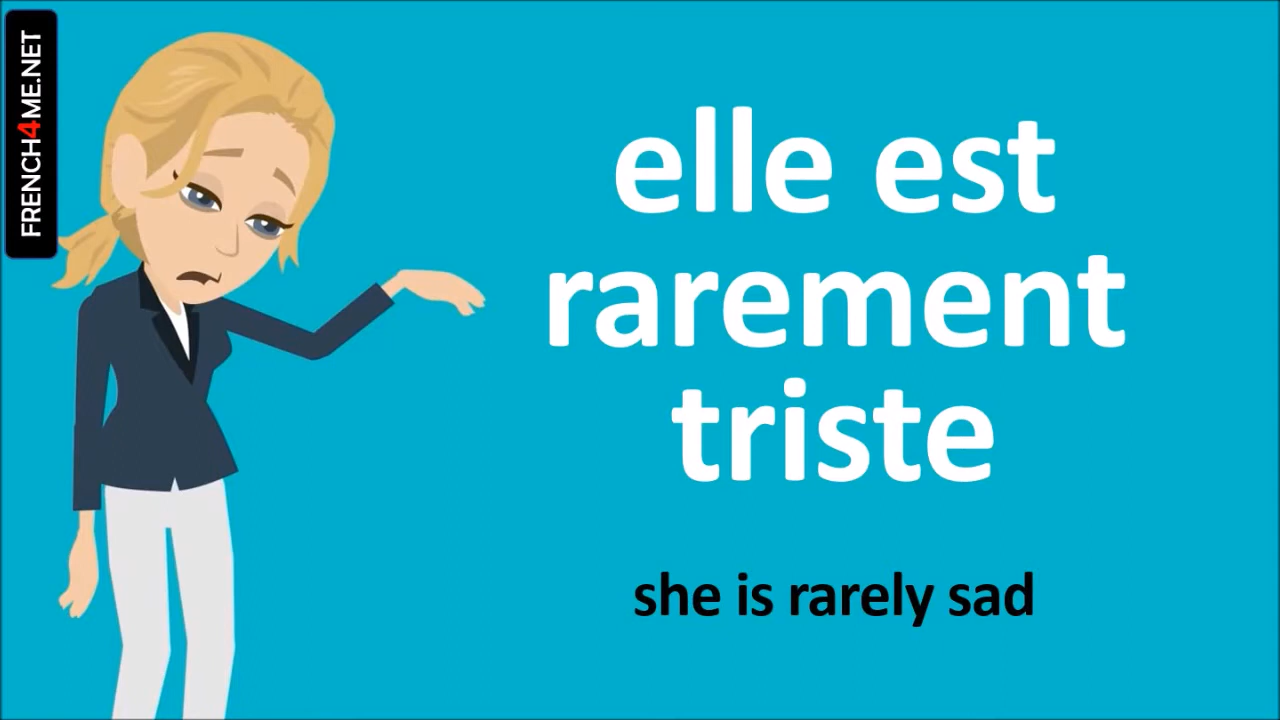 FRENCH4ME.NET
elle est
rarement
triste
she is rarely sad